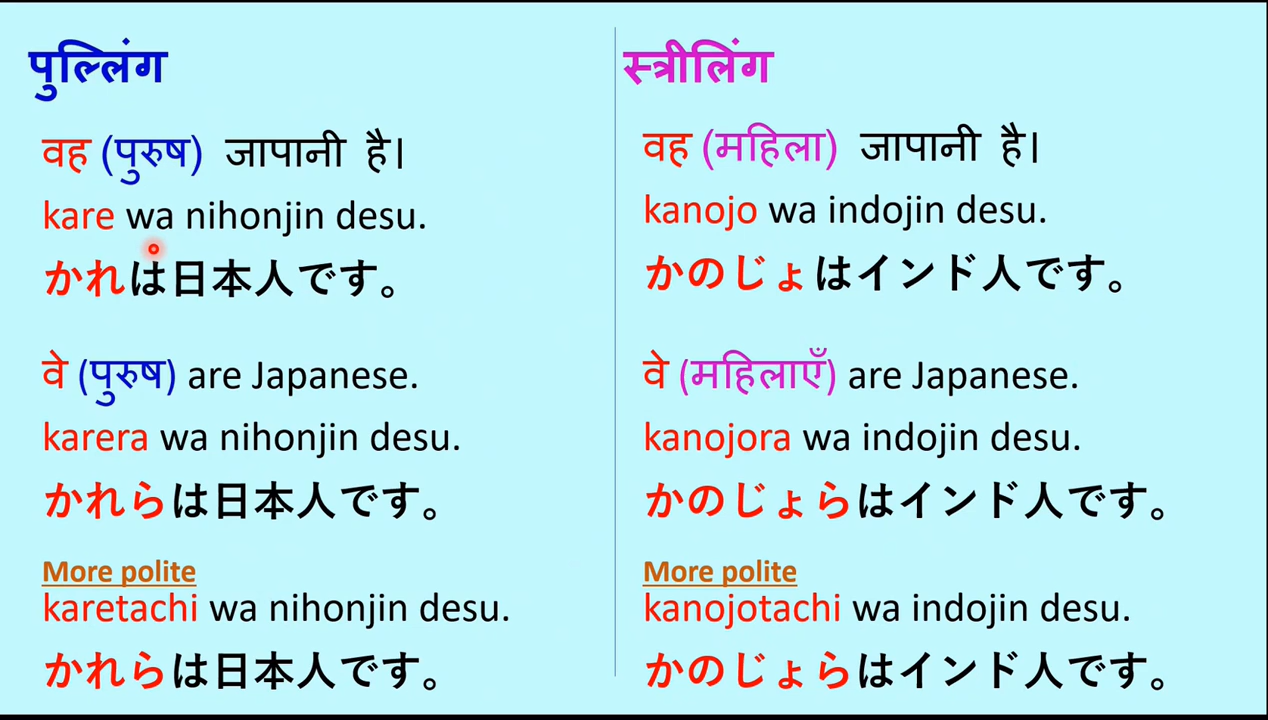 पुल्लिंग
वह (पुरुष) जापानी है।
kare wa nihonjin desu.
かれは日本人です。
वे (पुरुष) are Japanese.
karera wa nihonjin desu.
かれらは日本人です。
More polite
karetachi wa nihonjin desu.
かれらは日本人です。
स्त्रीलिंग
वह (महिला) जापानी है।
kanojo wa indojin desu.
かのじょはインド人です。
वे (महिलाएँ) are Japanese.
kanojora wa indojin desu.
かのじょらはインド人です。
More polite
kanojotachi wa indojin desu.
かのじょらはインド人です。